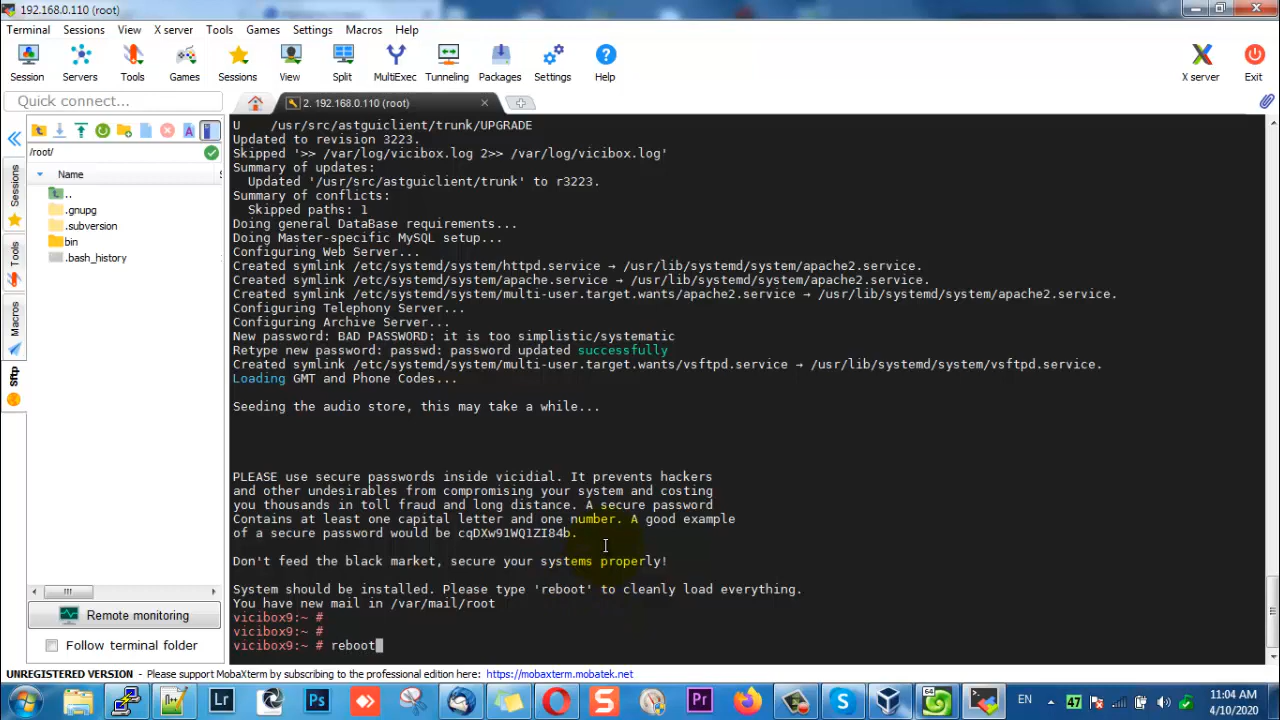 192.168.0.110 (root)
Terminal Sessions View X server Tools Games Settings Macros Help
Session Servers Tools Games Sessions View Split MultiExec Tunneling Packages Settings Help X server Exit
Quick connect...
2. 192.168.0.110 (root)
/root/
Name
..
.gnupg
.subversion
bin
.bash_history
Sessions
Tools
Macros
Sftp
U /usr/src/astguiclient/trunk/UPGRADE
Updated to revision 3223.
Skipped '>> /var/log/vicibox.log 2>> /var/log/vicibox.log'
Summary of updates:
Updated '/usr/src/astguiclient/trunk' to r3223.
Summary of conflicts:
Skipped paths: 1
Doing general DataBase requirements...
Doing Master-specific MySQL setup...
Configuring Web Server...
Created symlink /etc/systemd/system/httpd.service → /usr/lib/systemd/system/apache2.service.
Created symlink /etc/systemd/system/apache.service → /usr/lib/systemd/system/apache2.service.
Created symlink /etc/systemd/system/multi-user.target.wants/apache2.service → /usr/lib/systemd/system/apache2.service.
Configuring Telephony Server...
Configuring Archive Server...
New password: BAD PASSWORD: it is too simplistic/systematic
Retype new password: passwd: password updated successfully
Created symlink /etc/systemd/system/multi-user.target.wants/vsftpd.service → /usr/lib/systemd/system/vsftpd.service.
Loading GMT and Phone Codes...
Seeding the audio store, this may take a while...
PLEASE use secure passwords inside vicidial. It prevents hackers
and other undesirables from compromising your system and costing
you thousands in toll fraud and long distance. A secure password
Contains at least one capital letter and one number. A good example
of a secure password would be cqDXw91WQ1ZI84b.
Don't feed the black market, secure your systems properly!
System should be installed. Please type 'reboot' to cleanly load everything.
You have new mail in /var/mail/root
vicibox9:~ #
vicibox9:~ #
vicibox9:~ # reboot
Remote monitoring
Follow terminal folder
UNREGISTERED VERSION - Please support MobaXterm by subscribing to the professional edition here: https://mobaxterm.mobatek.net
Lr Ps Pr S 64 EN 47 11:04 AM
4/10/2020